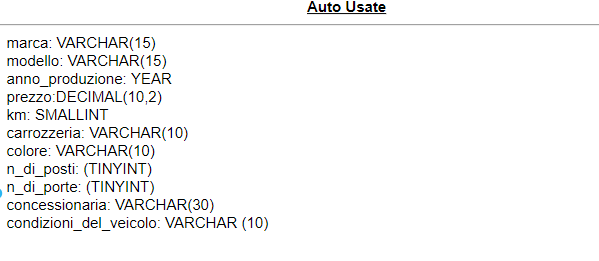 Auto Usate
marca: VARCHAR(15)
modello: VARCHAR(15)
anno_produzione: YEAR
prezzo:DECIMAL(10,2)
km: SMALLINT
carrozzeria: VARCHAR(10)
colore: VARCHAR(10)
n_di_posti: (TINYINT)
n_di_porte: (TINYINT)
concessionaria: VARCHAR(30)
condizioni_del_veicolo: VARCHAR (10)